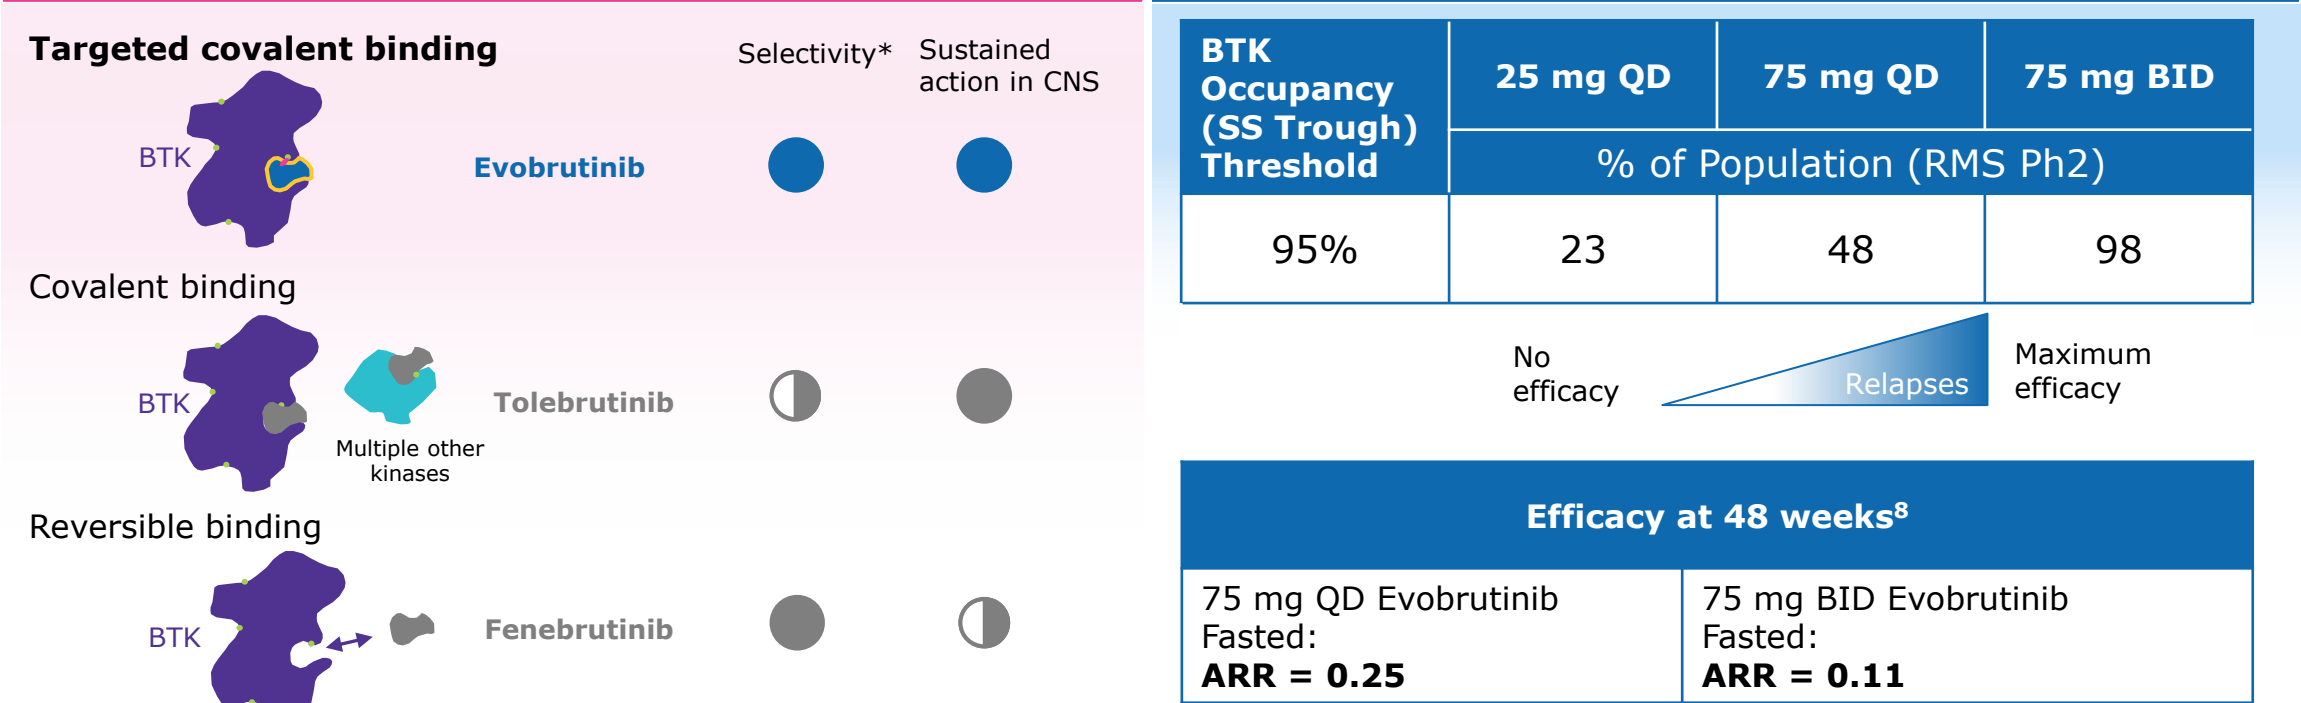 Targeted covalent binding
Selectivity*
Sustained
action in CNS
BTK
Evobrutinib
Covalent binding
BTK
Multiple other
kinases
Tolebrutinib
Reversible binding
BTK
Fenebrutinib
BTK
Occupancy
(SS Trough)
Threshold
25 mg QD
75 mg QD
75 mg BID
% of Population (RMS Ph2)
95%
23
48
98
No
efficacy
Relapses
Maximum
efficacy
Efficacy at 48 weeks⁸
75 mg QD Evobrutinib
Fasted:
ARR = 0.25
75 mg BID Evobrutinib
Fasted:
ARR = 0.11